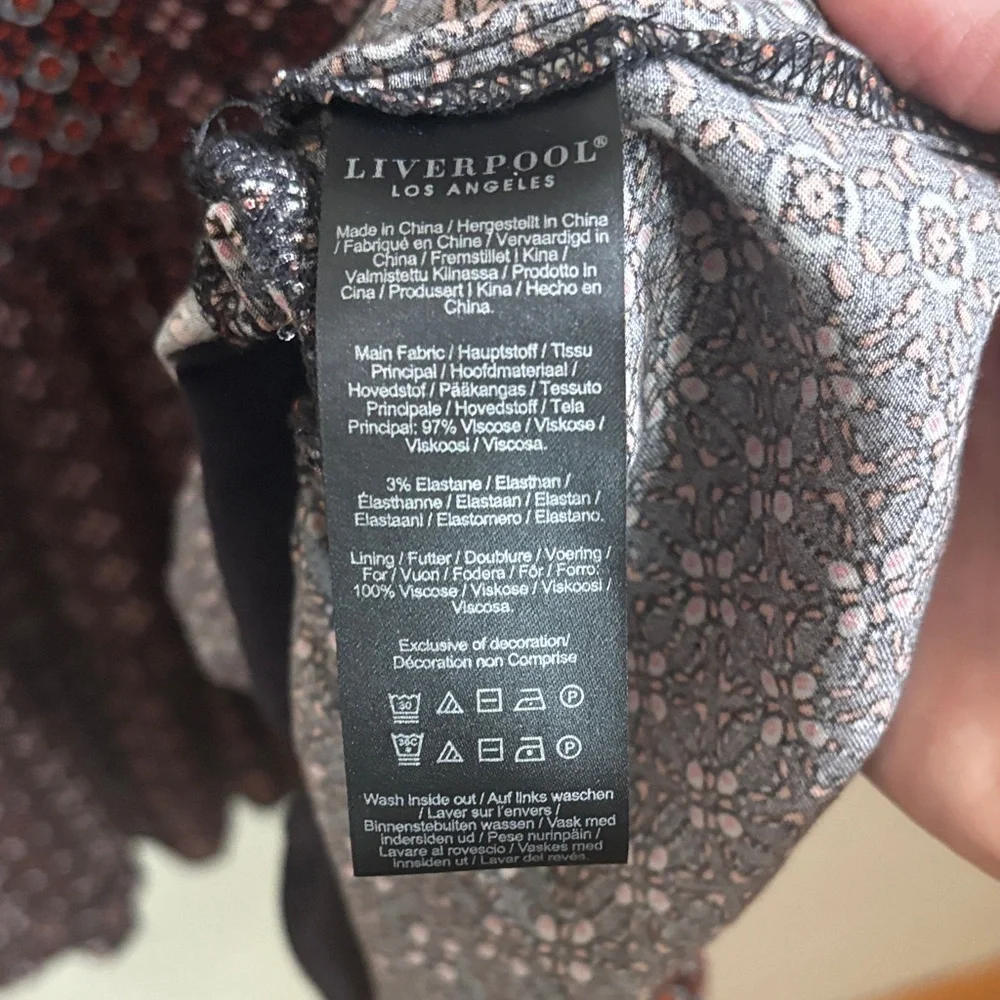 LIVERPOOL®
LOS ANGELES
Made in China / Hergestellt in China
/ Fabriqué en Chine / Vervaardigd in
China / Fremstillet i Kina /
Valmistettu Kiinassa / Prodotto in
Cina / Produsert i Kina / Hecho en
China.
Main Fabric / Hauptstoff / Tissu
Principal / Hoofdmateriaal /
Hovedstof / Pääkangas / Tessuto
Principale / Hovedstoff / Tela
Principal: 97% Viscose / Viskose /
Viskoosi / Viscosa.
3% Elastane / Elasthan /
Élasthanne / Elastaan / Elastan /
Elastaani / Elastomero / Elastano.
Lining / Futter / Doublure / Voering /
For / Vuori / Fodera / Fôr / Forro:
100% Viscose / Viskose / Viskoosi /
Viscosa.
Exclusive of decoration/
Décoration non Comprise
30 P
30C P
Wash Inside out / Auf links waschen
/ Laver sur l'envers /
Binnenstebuiten wassen / Vask med
indersiden ud / Pese nurinpäin /
Lavare al rovescio / Vaskes med
innsiden ut / Lavar del revés.